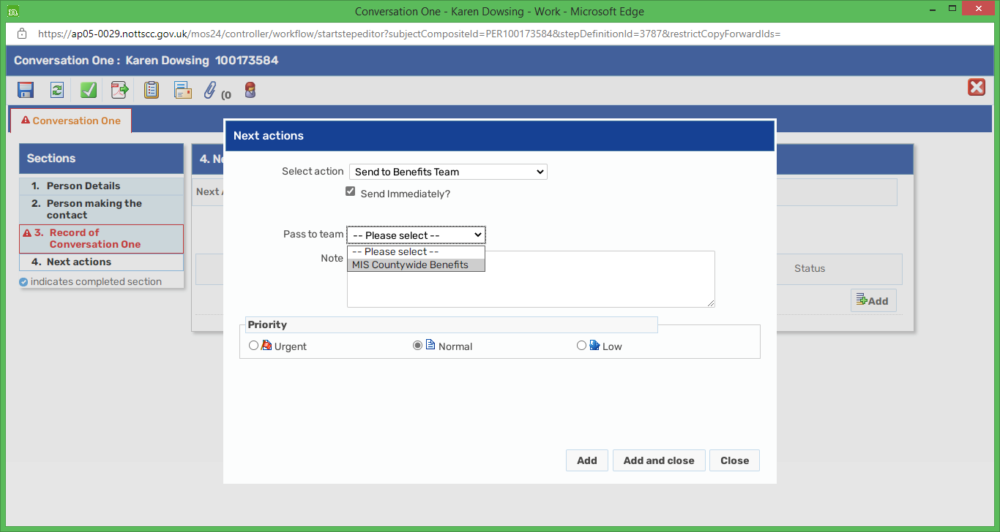 Conversation One - Karen Dowsing - Work - Microsoft Edge
https://ap05-0029.nottscc.gov.uk/mos24/controller/workflow/startstepeditor?subjectCompositeId=PER100173584&stepDefinitionId=3787&restrictCopyForwardIds=
Conversation One : Karen Dowsing 100173584
(0
Conversation One
Sections
1. Person Details
2. Person making the
contact
3. Record of
Conversation One
4. Next actions
indicates completed section
4. Ne
Next A
Next actions
Select action Send to Benefits Team
Send Immediately?
Pass to team -- Please select --
-- Please select --
MIS Countywide Benefits
Note
Status
Add
Priority
Urgent Normal Low
Add Add and close Close